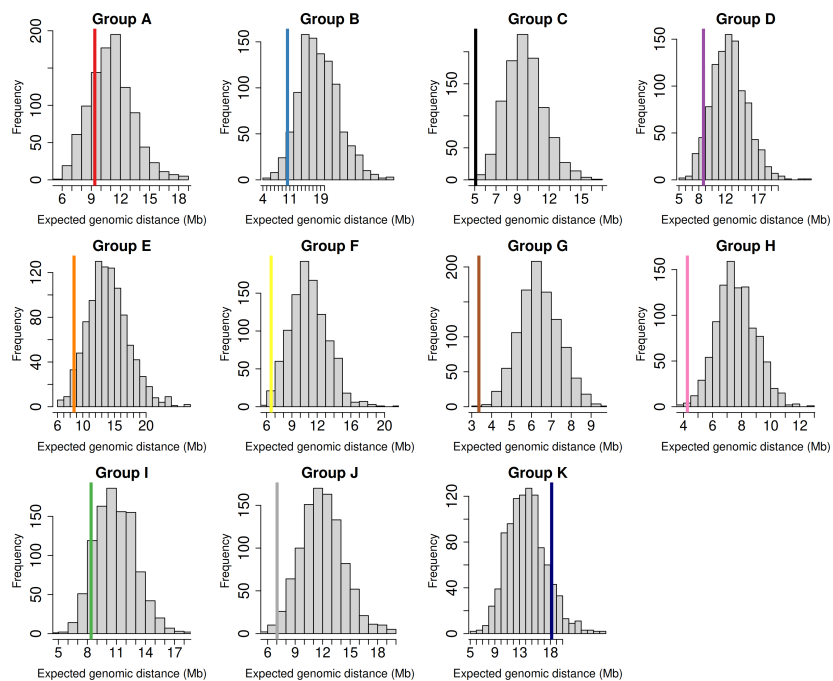 Group A
Group B
Group C
Group D
Frequency
0
50
100
150
200
6
9
12
15
18
Expected genomic distance (Mb)
Frequency
0
50
100
150
4
11
19
Expected genomic distance (Mb)
Frequency
0
50
150
5
7
9
12
15
Expected genomic distance (Mb)
Frequency
0
50
100
150
5
8
12
17
Expected genomic distance (Mb)
Group E
Group F
Group G
Group H
Frequency
0
40
80
120
6
10
15
20
Expected genomic distance (Mb)
Frequency
0
50
100
150
6
9
12
16
20
Expected genomic distance (Mb)
Frequency
0
50
100
150
200
3
4
5
6
7
8
9
Expected genomic distance (Mb)
Frequency
0
50
100
150
4
6
8
10
12
Expected genomic distance (Mb)
Group I
Group J
Group K
Frequency
0
50
100
150
5
8
11
14
17
Expected genomic distance (Mb)
Frequency
0
50
100
150
6
9
12
15
18
Expected genomic distance (Mb)
Frequency
0
40
80
120
5
9
13
18
Expected genomic distance (Mb)